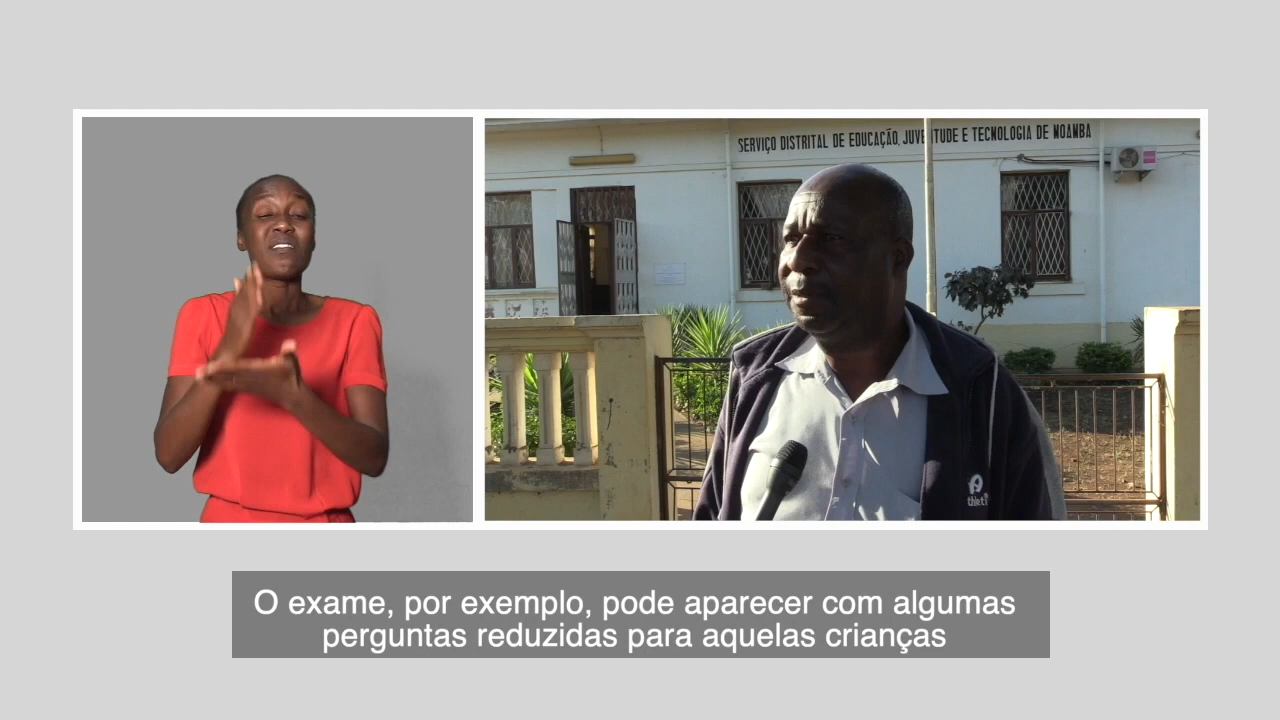 SERVIÇO DISTRITAL DE EDUCAÇÃO, JUVENTUDE E TECNOLOGIA DE MOAMBA
O exame, por exemplo, pode aparecer com algumas
perguntas reduzidas para aquelas crianças